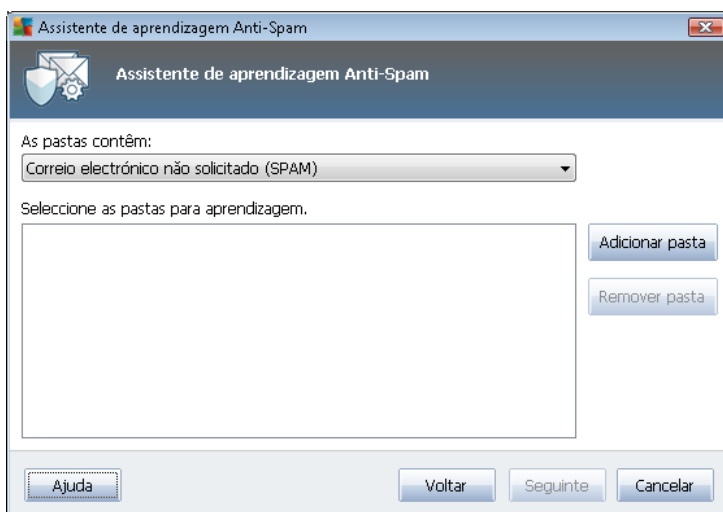 Assistente de aprendizagem Anti-Spam
Assistente de aprendizagem Anti-Spam
As pastas contêm:
Correio electrónico não solicitado (SPAM)
Seleccione as pastas para aprendizagem.
Adicionar pasta
Remover pasta
Ajuda
Voltar
Seguinte
Cancelar